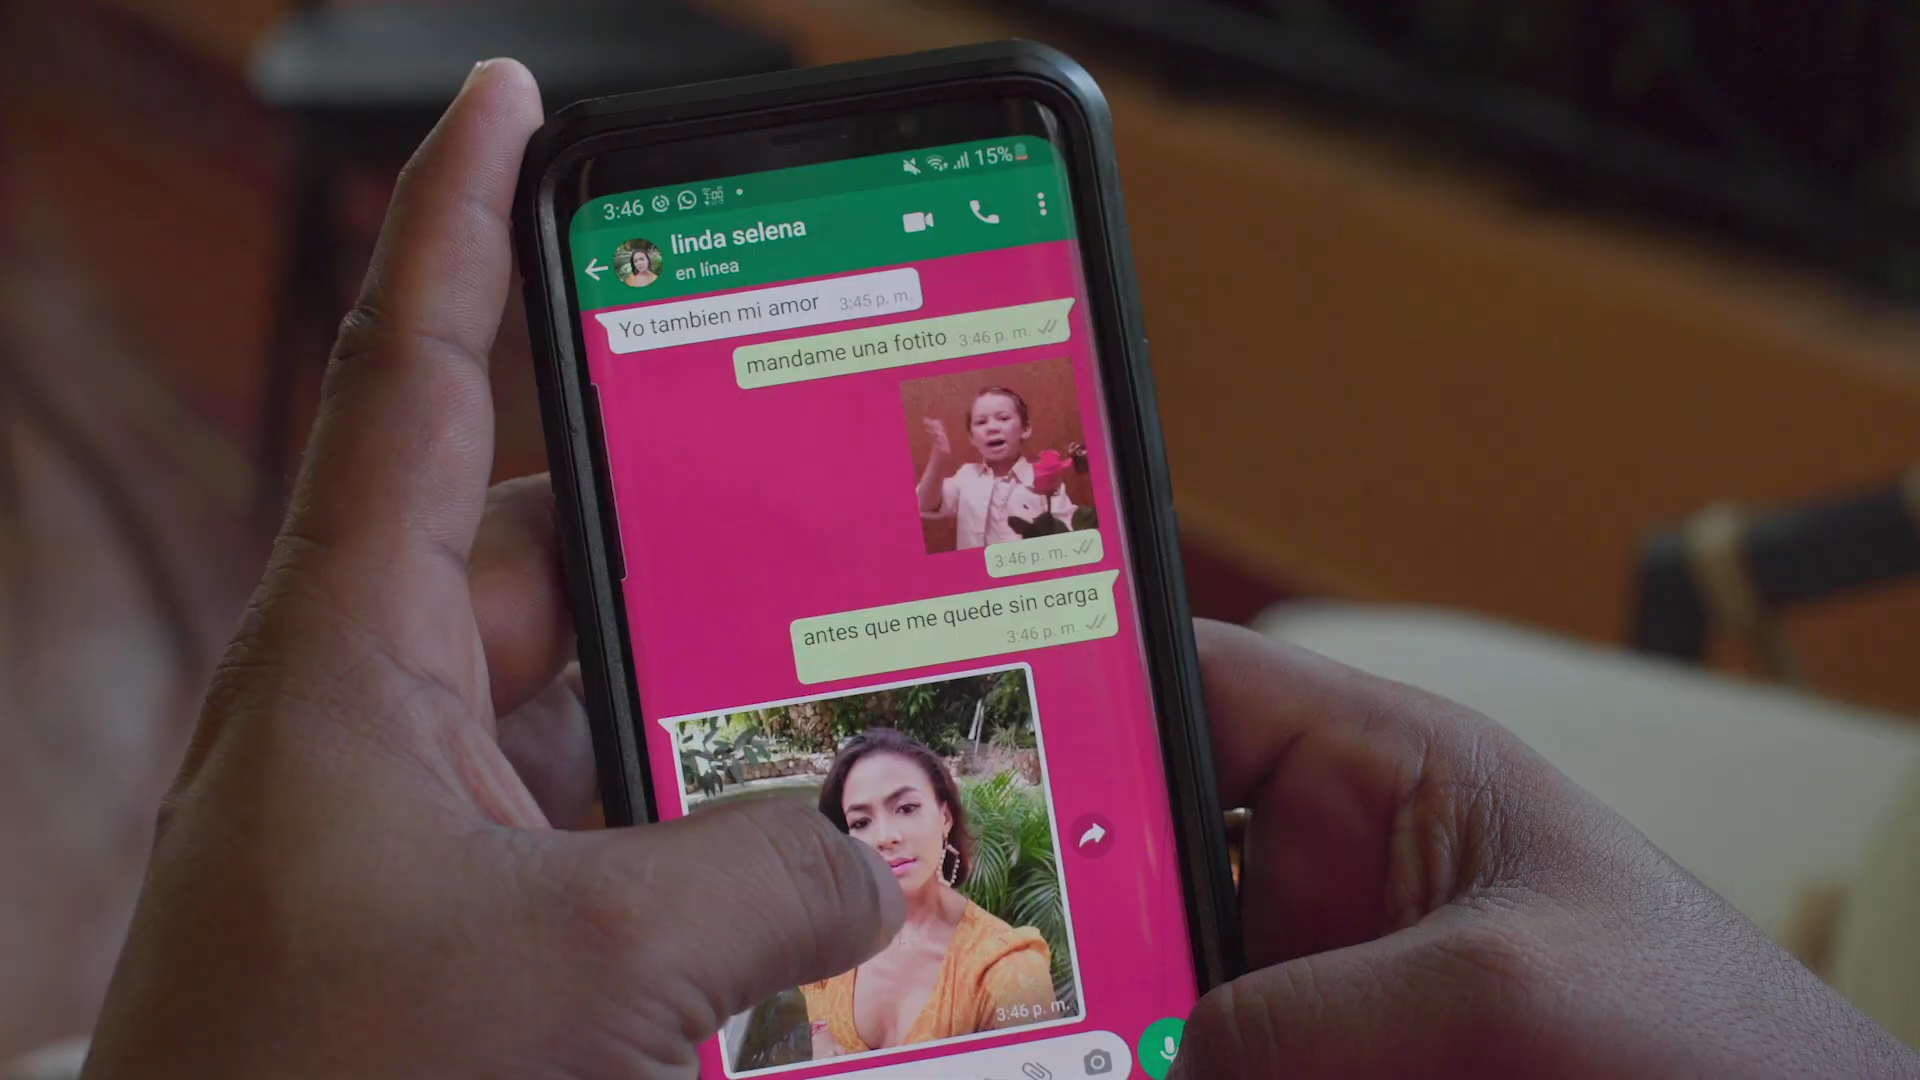 3:46
15%
linda selena
en línea
Yo tambien mi amor 3:45 p. m.
mandame una fotito 3:46 p. m.
3:46 p. m.
antes que me quede sin carga
3:46 p. m.
3:46 p. m.